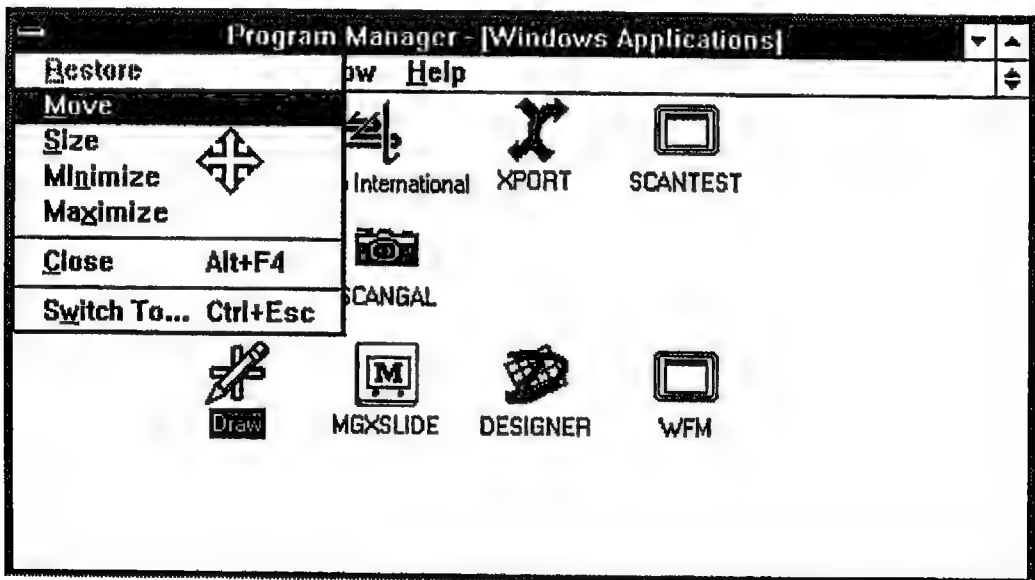 Program Manager - [Windows Applications]
Restore
ow Help
Move
Size
Minimize
Maximize
International XPORT SCANTEST
Close Alt+F4
SCANGAL
Switch To... Ctrl+Esc
Draw MGXSLIDE DESIGNER WFM
M